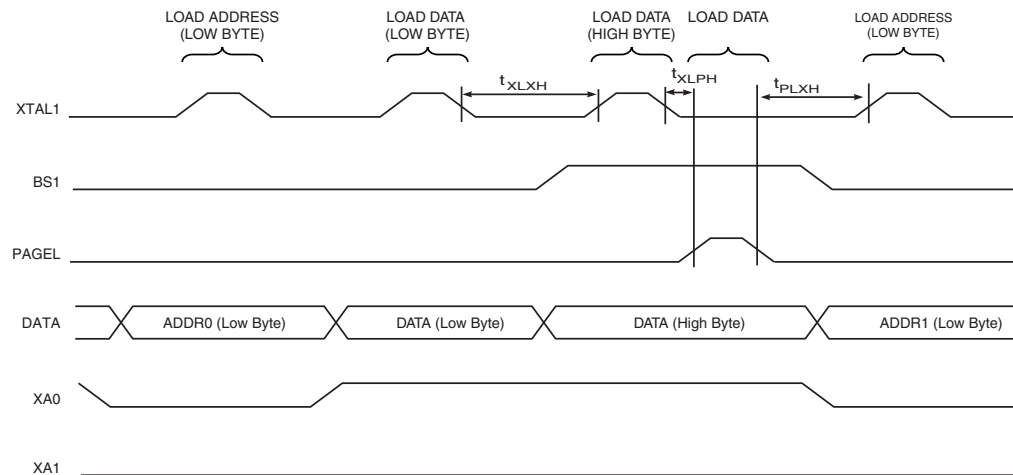 LOAD ADDRESS
(LOW BYTE)
LOAD DATA
(LOW BYTE)
LOAD DATA
(HIGH BYTE)
LOAD DATA
LOAD ADDRESS
(LOW BYTE)
XTAL1
tXLXH
tXLPH
tPLXH
BS1
PAGEL
DATA
ADDR0 (Low Byte)
DATA (Low Byte)
DATA (High Byte)
ADDR1 (Low Byte)
XA0
XA1